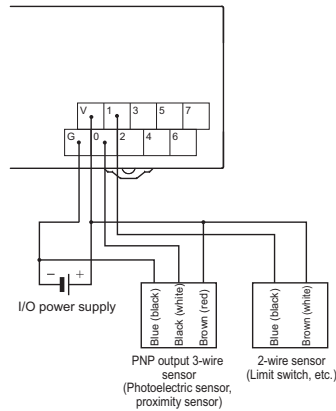 V 1 3 5 7
G 0 2 4 6
− +
I/O power supply
Blue (black)
Black (white)
Brown (red)
Blue (black)
Brown (white)
PNP output 3-wire
sensor
(Photoelectric sensor,
proximity sensor)
2-wire sensor
(Limit switch, etc.)